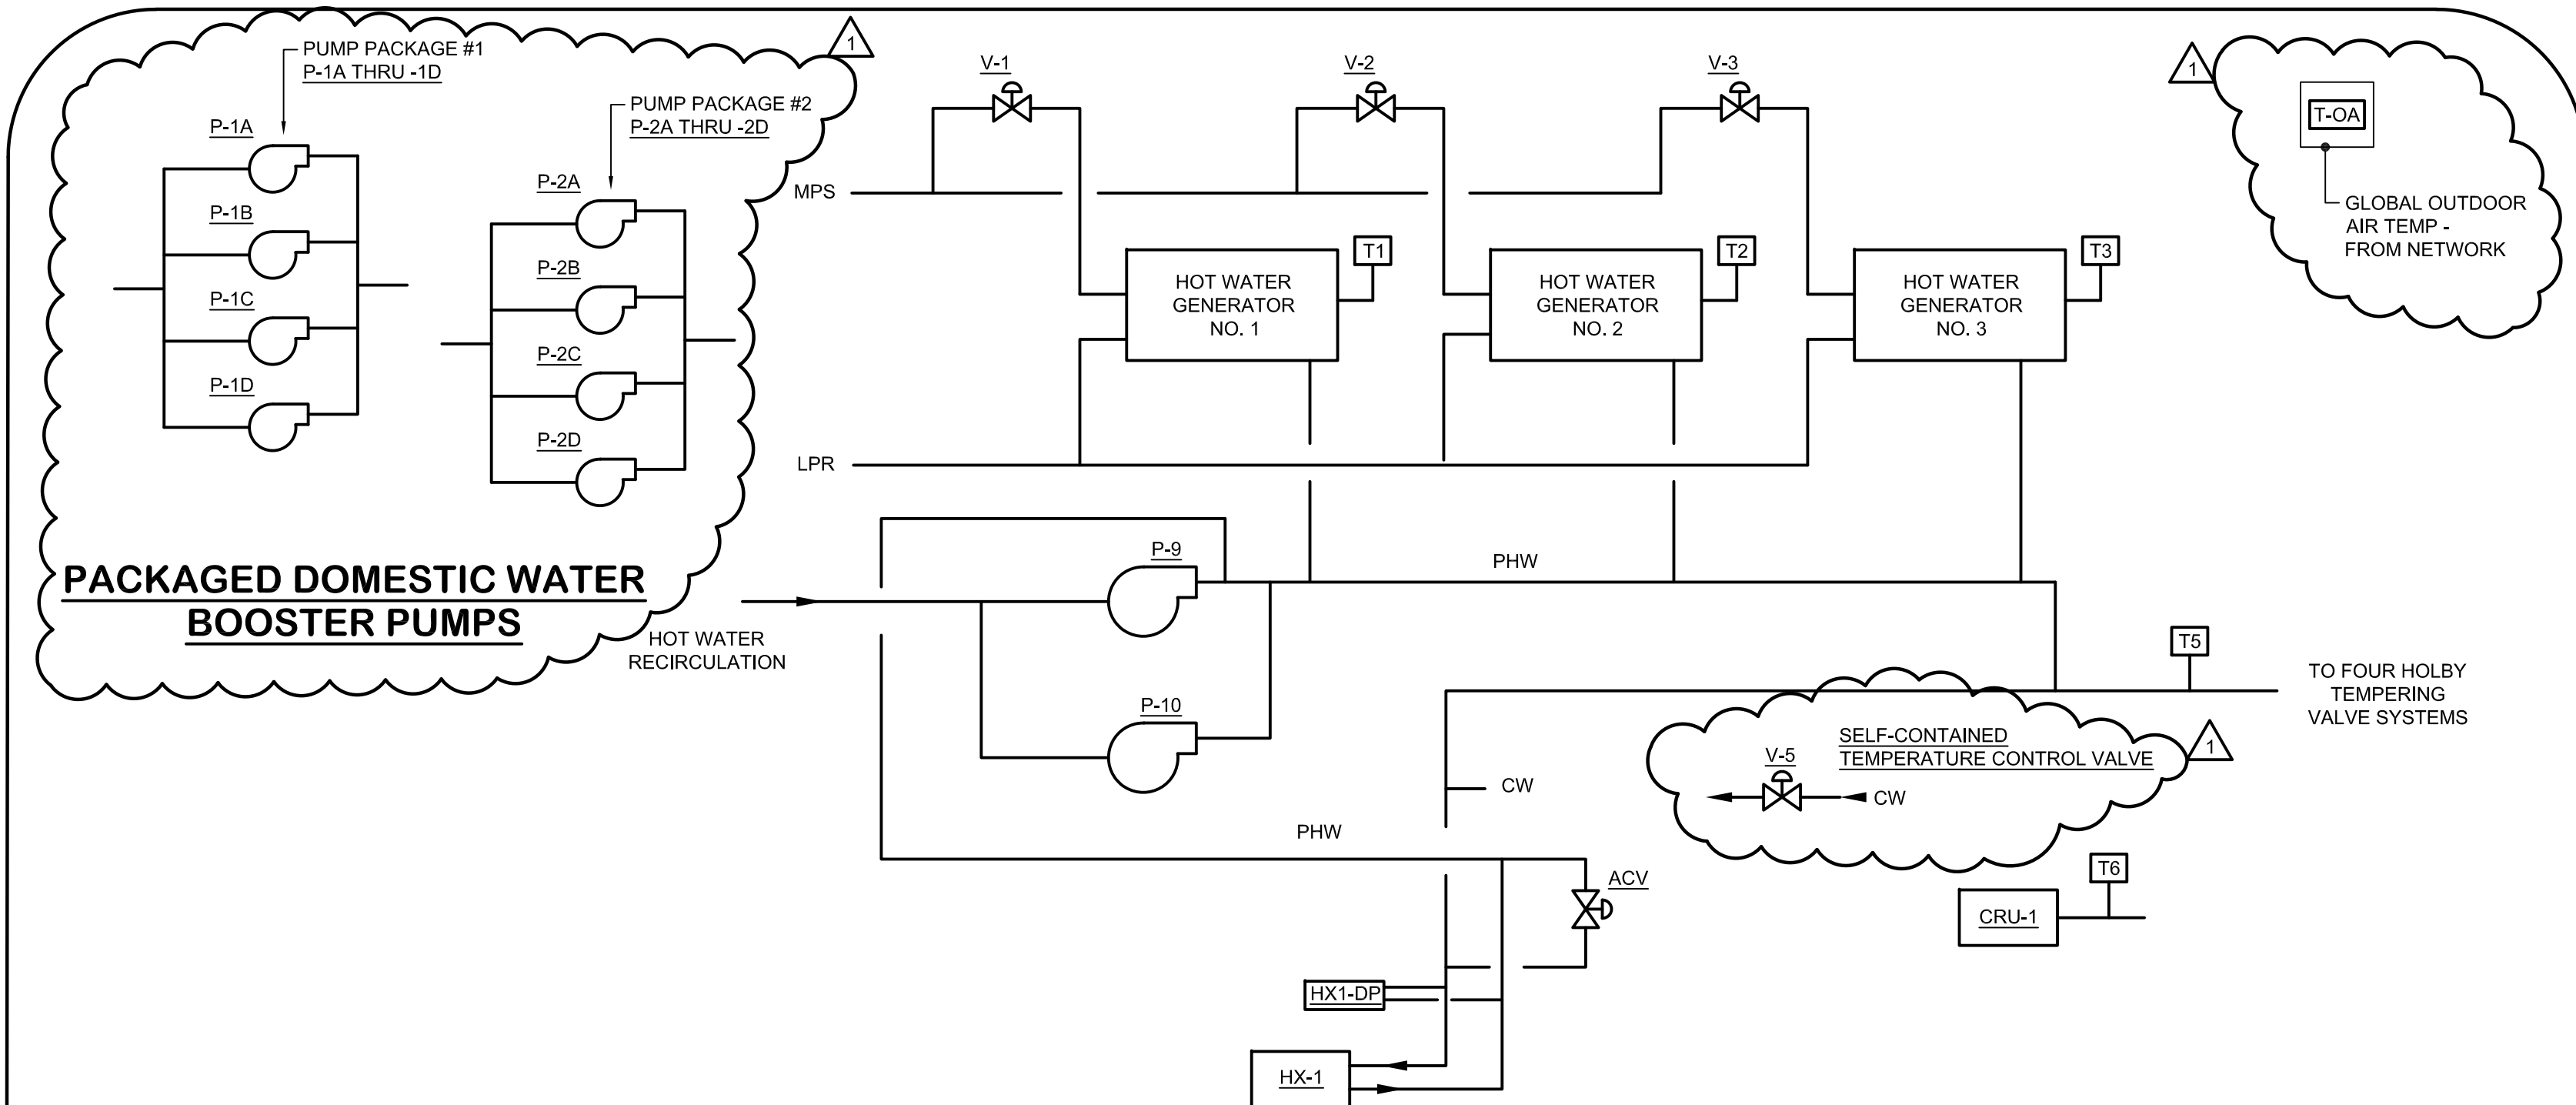 PUMP PACKAGE #1
P-1A THRU -1D
1
PUMP PACKAGE #2
P-2A THRU -2D
P-1A
P-1B
P-1C
P-1D
P-2A
P-2B
P-2C
P-2D
PACKAGED DOMESTIC WATER
BOOSTER PUMPS
V-1
V-2
V-3
MPS
HOT WATER
GENERATOR
NO. 1
T1
HOT WATER
GENERATOR
NO. 2
T2
HOT WATER
GENERATOR
NO. 3
T3
LPR
1
T-OA
GLOBAL OUTDOOR
AIR TEMP -
FROM NETWORK
P-9
PHW
HOT WATER
RECIRCULATION
P-10
T5
TO FOUR HOLBY
TEMPERING
VALVE SYSTEMS
SELF-CONTAINED
TEMPERATURE CONTROL VALVE
1
V-5
CW
CW
PHW
ACV
T6
CRU-1
HX1-DP
HX-1